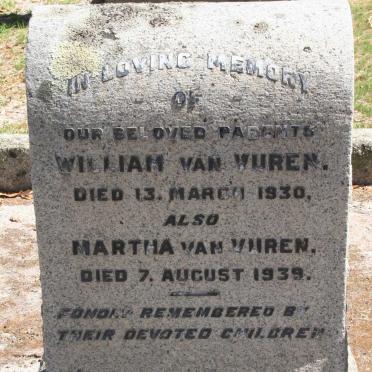 IN LOVING MEMORY
OF
OUR BELOVED PARENTS
WILLIAM VAN VUREN.
DIED 13. MARCH 1930,
ALSO
MARTHA VAN VUREN.
DIED 7. AUGUST 1939.
FONDLY REMEMBERED BY
THEIR DEVOTED CHILDREN